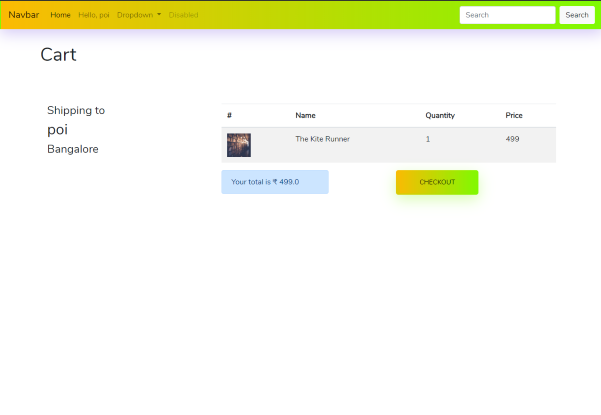 Navbar Home Hello, poi Dropdown Disabled Search Search
Cart
Shipping to
poi
Bangalore
# Name Quantity Price
The Kite Runner 1 499
Your total is ₹ 499.0 CHECKOUT